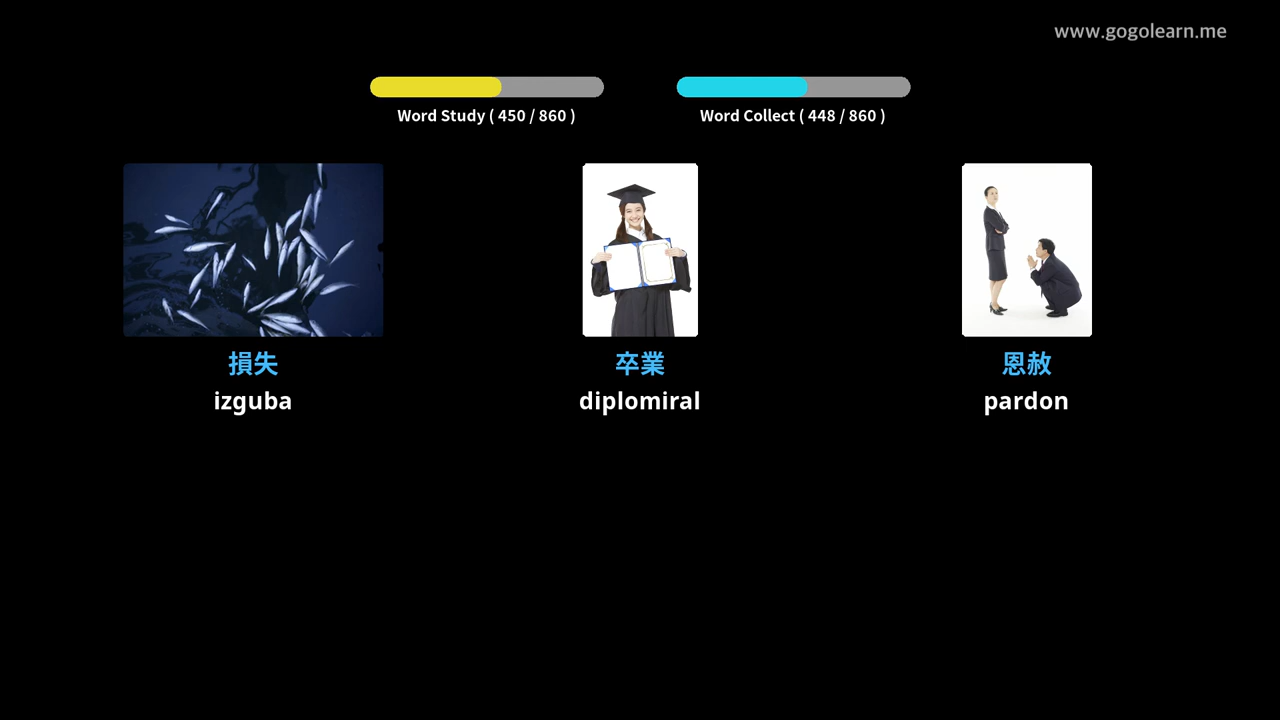 www.gogolearn.me
Word Study ( 450 / 860 )
Word Collect ( 448 / 860 )
損失
卒業
恩赦
izguba
diplomiral
pardon